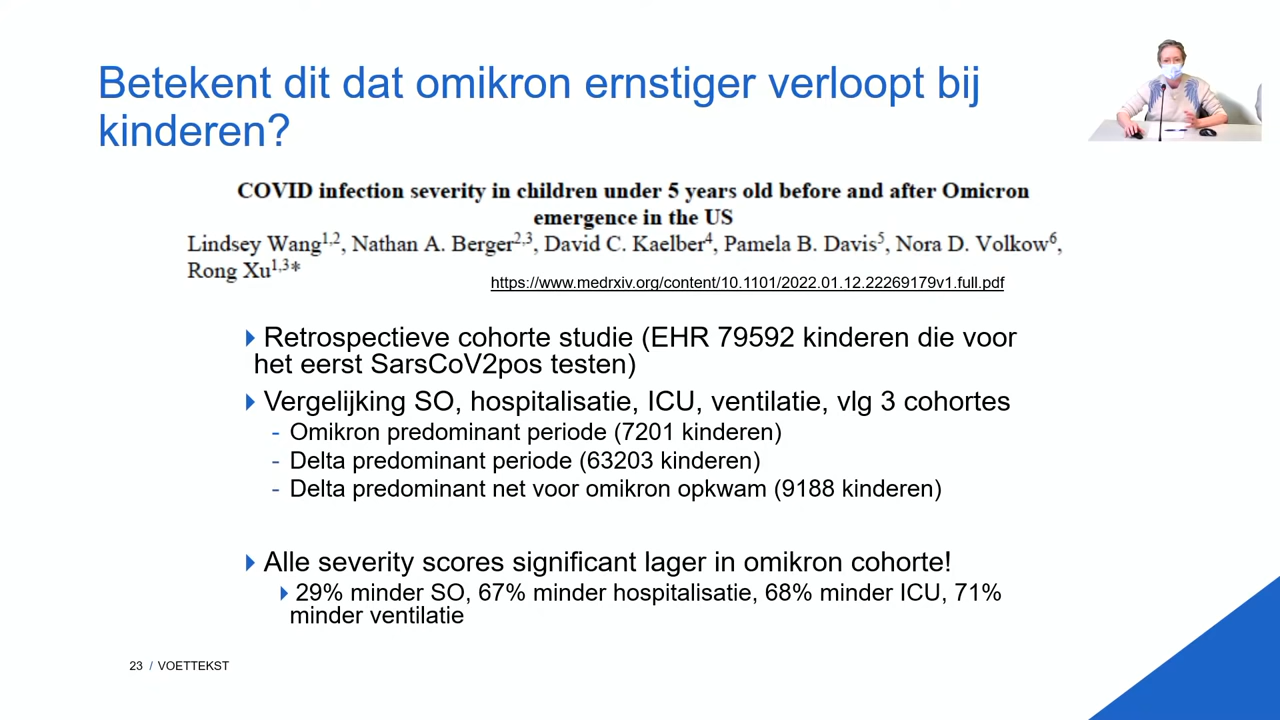 Betekent dit dat omikron ernstiger verloopt bij
kinderen?
COVID infection severity in children under 5 years old before and after Omicron
emergence in the US
Lindsey Wang1,2, Nathan A. Berger2,3, David C. Kaelber4, Pamela B. Davis5, Nora D. Volkow6,
Rong Xu1,3*
https://www.medrxiv.org/content/10.1101/2022.01.12.22269179v1.full.pdf
Retrospectieve cohorte studie (EHR 79592 kinderen die voor
het eerst SarsCoV2pos testen)
Vergelijking SO, hospitalisatie, ICU, ventilatie, vlg 3 cohortes
- Omikron predominant periode (7201 kinderen)
- Delta predominant periode (63203 kinderen)
- Delta predominant net voor omikron opkwam (9188 kinderen)
Alle severity scores significant lager in omikron cohorte!
29% minder SO, 67% minder hospitalisatie, 68% minder ICU, 71%
minder ventilatie
23 / VOETTEKST